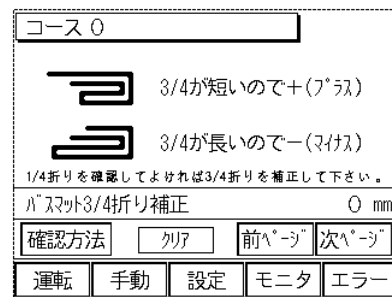 コース 0
3/4が短いので+(ﾌﾟﾗｽ)
3/4が長いのでー(ﾏｲﾅｽ)
1/4折りを確認してよければ3/4折りを補正して下さい。
ﾊﾞｽﾏｯﾄ3/4折り補正 0 mm
確認方法 ｸﾘｱ 前ﾍﾟｰｼﾞ 次ﾍﾟｰｼﾞ
運転 手動 設定 モニタ エラー